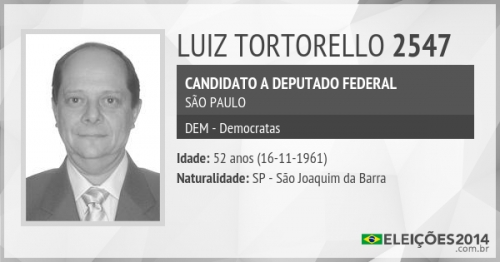 LUIZ TORTORELLO 2547
CANDIDATO A DEPUTADO FEDERAL
SÃO PAULO
DEM - Democratas
Idade: 52 anos (16-11-1961)
Naturalidade: SP - São Joaquim da Barra
ELEIÇÕES2014
.com.br